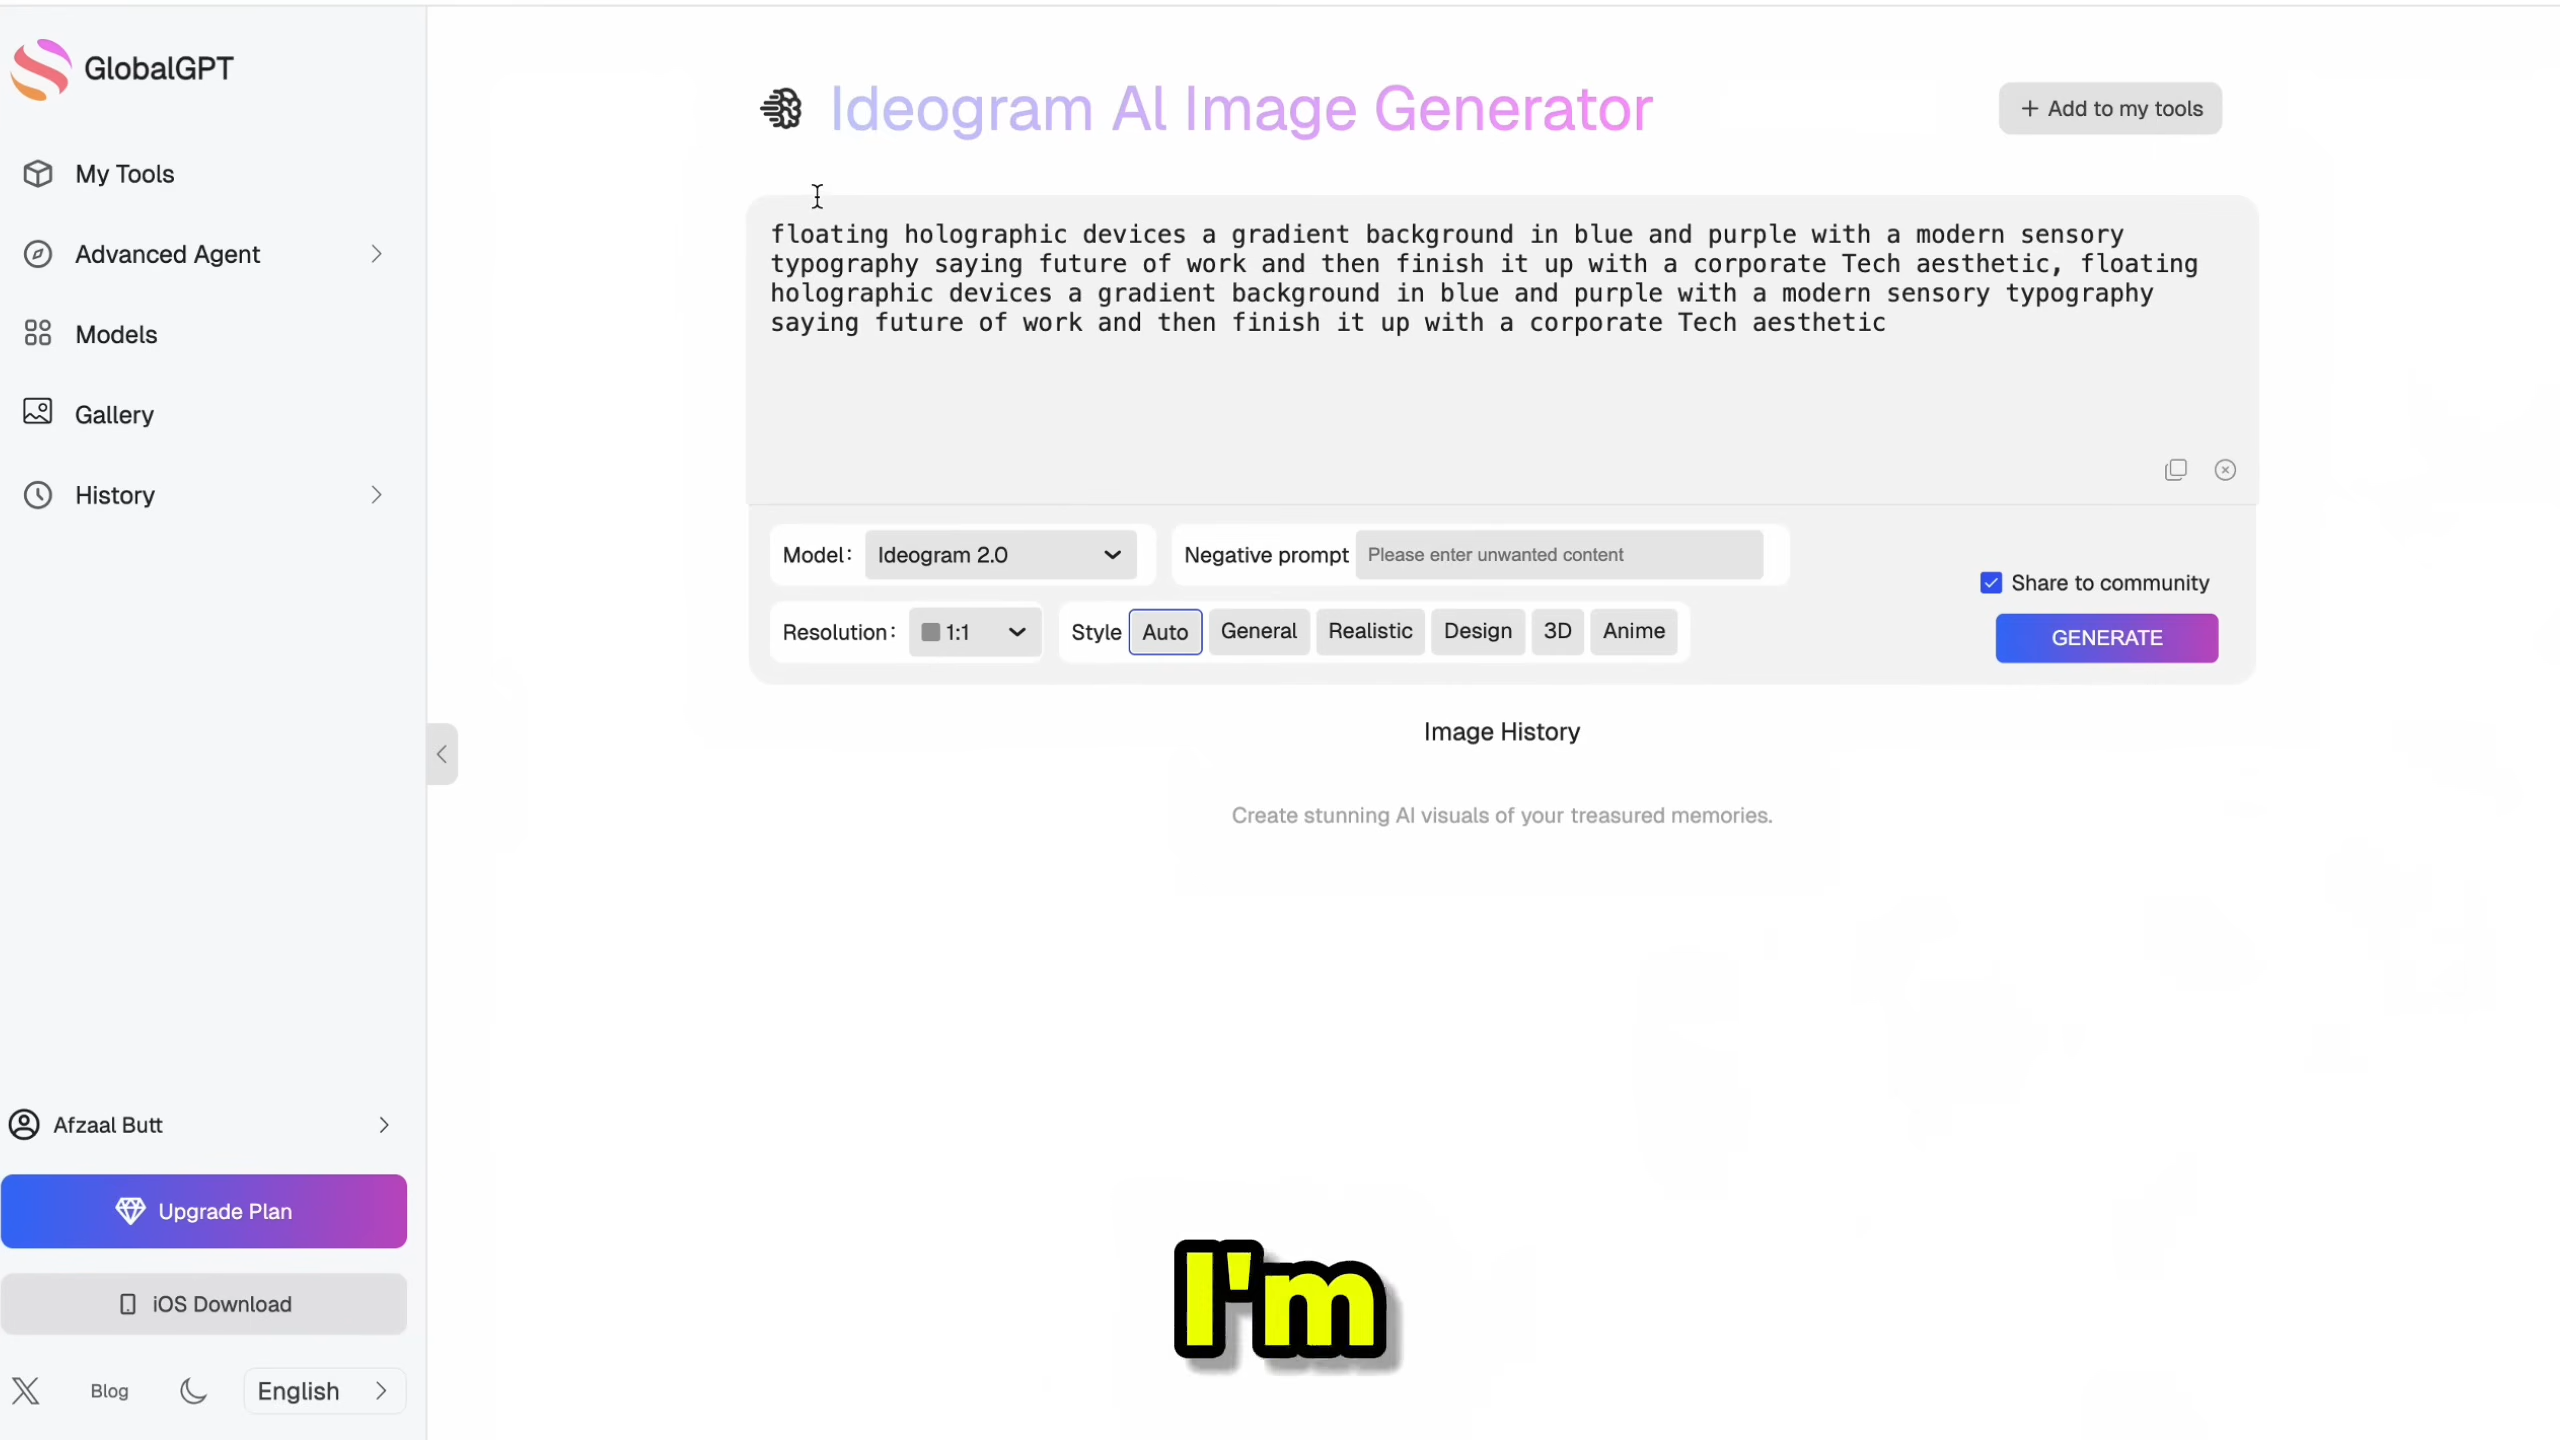 GlobalGPT
My Tools
Advanced Agent
Models
Gallery
History
Afzaal Butt
Upgrade Plan
iOS Download
Blog
English
Ideogram AI Image Generator
+ Add to my tools
floating holographic devices a gradient background in blue and purple with a modern sensory
typography saying future of work and then finish it up with a corporate Tech aesthetic, floating
holographic devices a gradient background in blue and purple with a modern sensory typography
saying future of work and then finish it up with a corporate Tech aesthetic
Model: Ideogram 2.0
Negative prompt Please enter unwanted content
Share to community
Resolution: 1:1
Style Auto General Realistic Design 3D Anime
GENERATE
Image History
Create stunning AI visuals of your treasured memories.
I'm